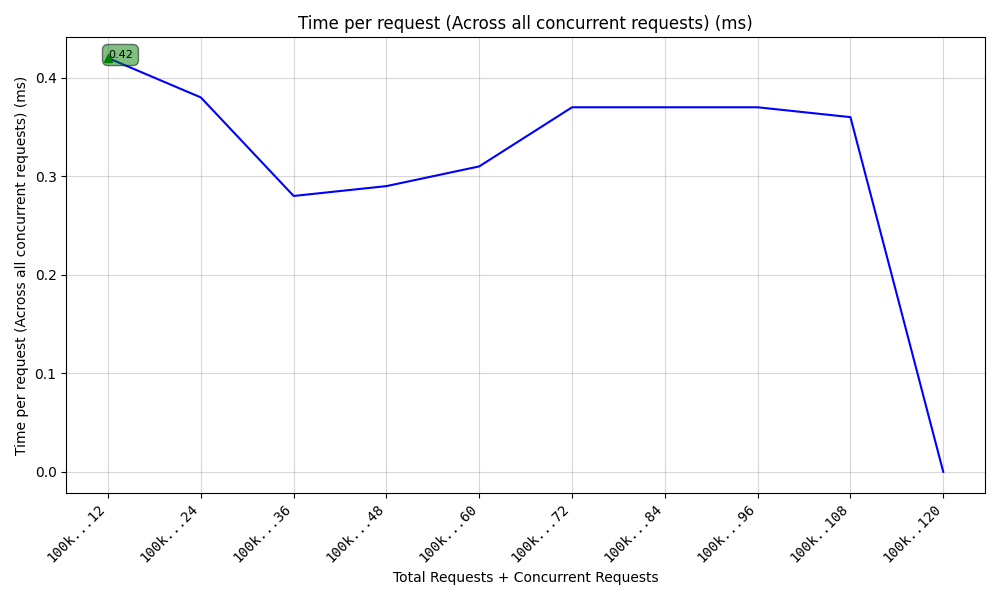 Time per request (Across all concurrent requests) (ms)
0.42
Time per request (Across all concurrent requests) (ms)
0.4
0.3
0.2
0.1
0.0
100k...12
100k...24
100k...36
100k...48
100k...60
100k...72
100k...84
100k...96
100k..108
100k..120
Total Requests + Concurrent Requests